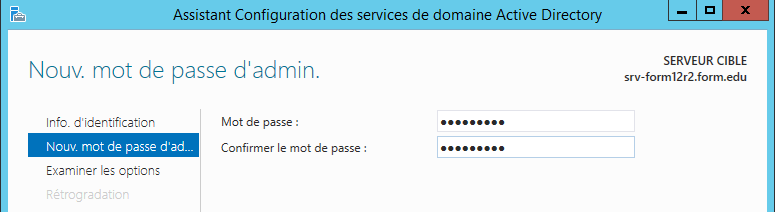 Assistant Configuration des services de domaine Active Directory
Nouv. mot de passe d'admin.
SERVEUR CIBLE
srv-form12r2.form.edu
Info. d'identification
Nouv. mot de passe d'ad...
Examiner les options
Rétrogradation
Mot de passe :
●●●●●●●●●
Confirmer le mot de passe :
●●●●●●●●●